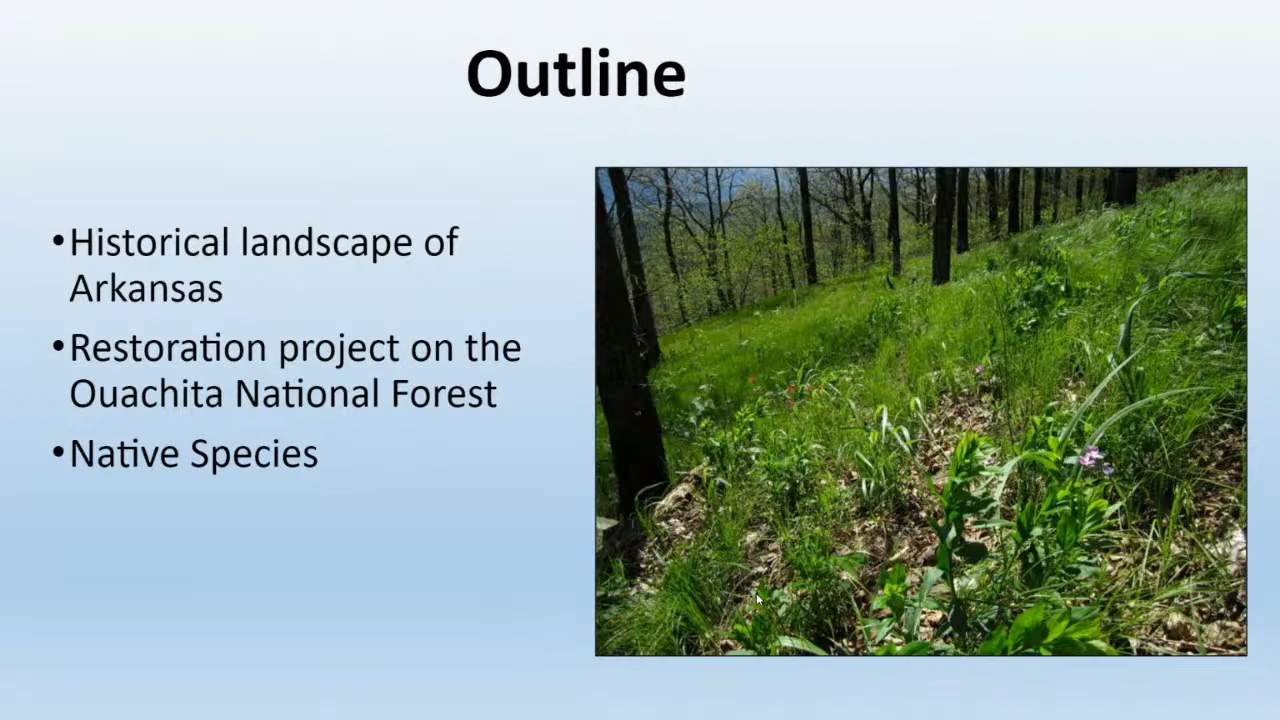 Outline
•Historical landscape of
Arkansas
•Restoration project on the
Ouachita National Forest
•Native Species